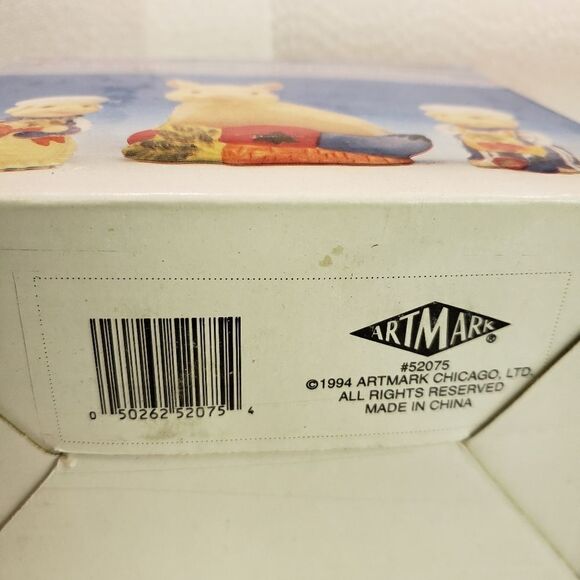 ARTMARK®
#52075
©1994 ARTMARK CHICAGO, LTD.
ALL RIGHTS RESERVED
MADE IN CHINA
0 50262 52075 4